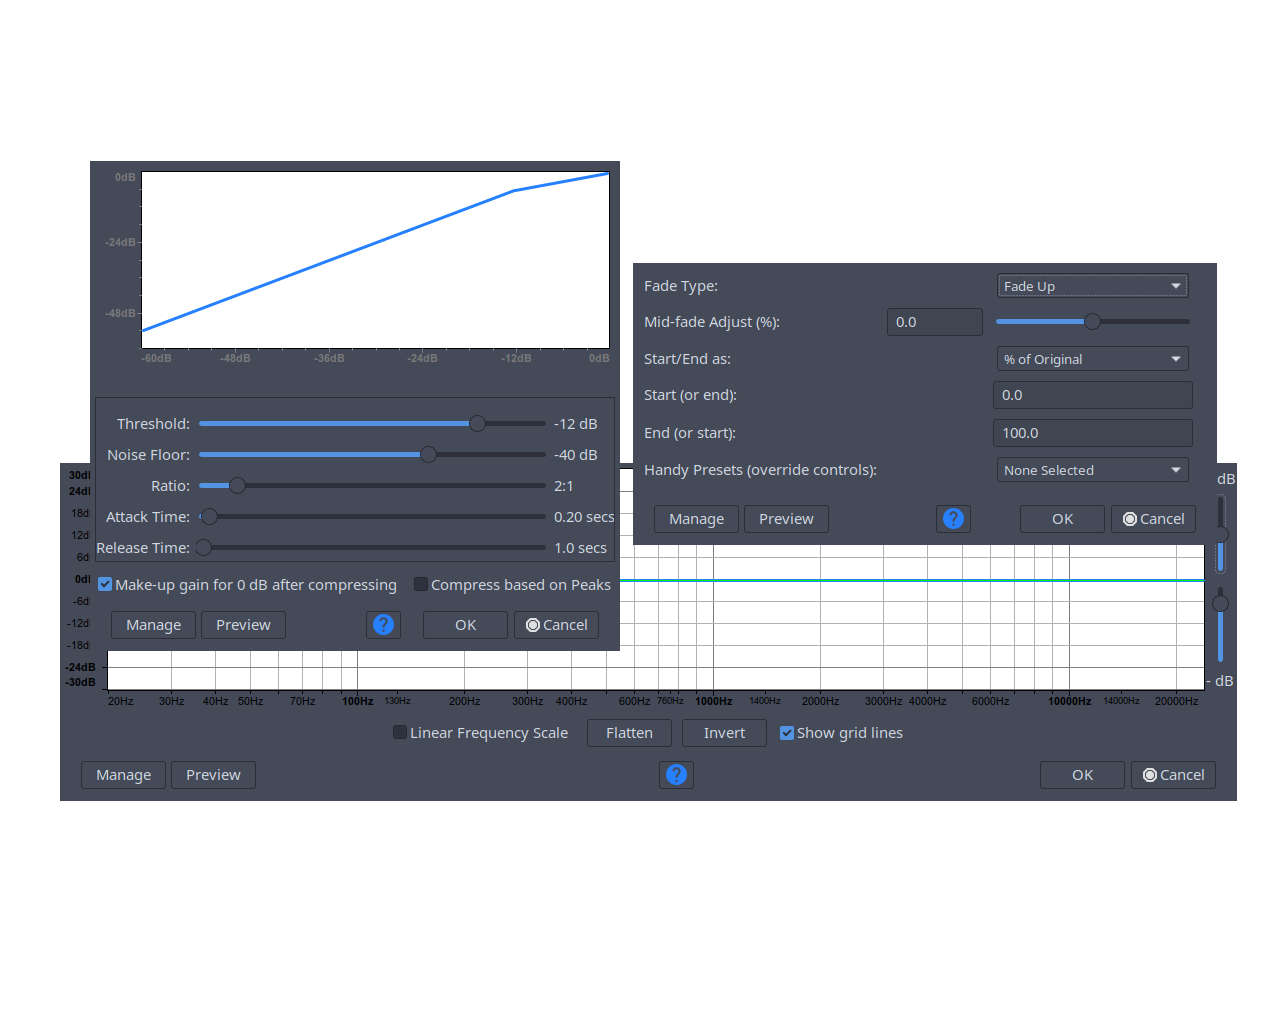 0dB
-24dB
-48dB
-60dB -48dB -36dB -24dB -12dB 0dB
Threshold: -12 dB
Noise Floor: -40 dB
Ratio: 2:1
Attack Time: 0.20 secs
Release Time: 1.0 secs
Make-up gain for 0 dB after compressing Compress based on Peaks
Manage Preview ? OK Cancel
Fade Type: Fade Up
Mid-fade Adjust (%): 0.0
Start/End as: % of Original
Start (or end): 0.0
End (or start): 100.0
Handy Presets (override controls): None Selected
Manage Preview ? OK Cancel
dB
30d
24d
18d
12d
6d
0d
-6d
-12d
-18d
-24dB
-30dB
- dB
20Hz 30Hz 40Hz 50Hz 70Hz 100Hz 130Hz 200Hz 300Hz 400Hz 600Hz 760Hz 1000Hz 1400Hz 2000Hz 3000Hz 4000Hz 6000Hz 10000Hz 14000Hz 20000Hz
Linear Frequency Scale Flatten Invert Show grid lines
Manage Preview ? OK Cancel